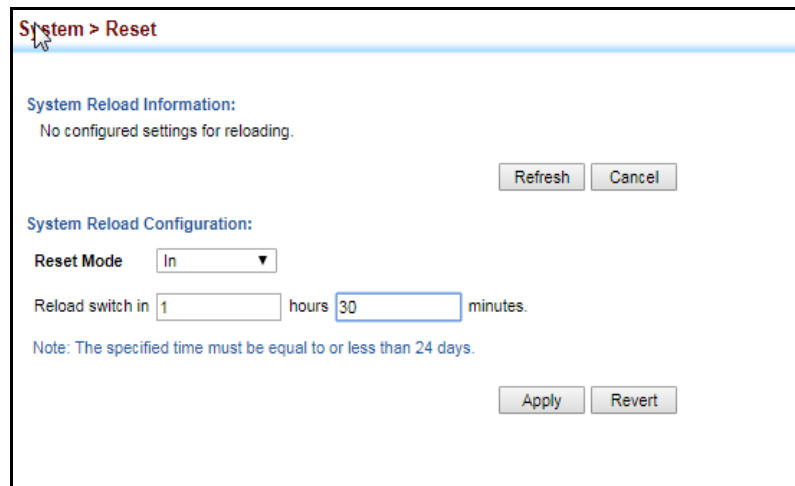 System > Reset
System Reload Information:
No configured settings for reloading.
Refresh Cancel
System Reload Configuration:
Reset Mode In
Reload switch in 1 hours 30 minutes.
Note: The specified time must be equal to or less than 24 days.
Apply Revert